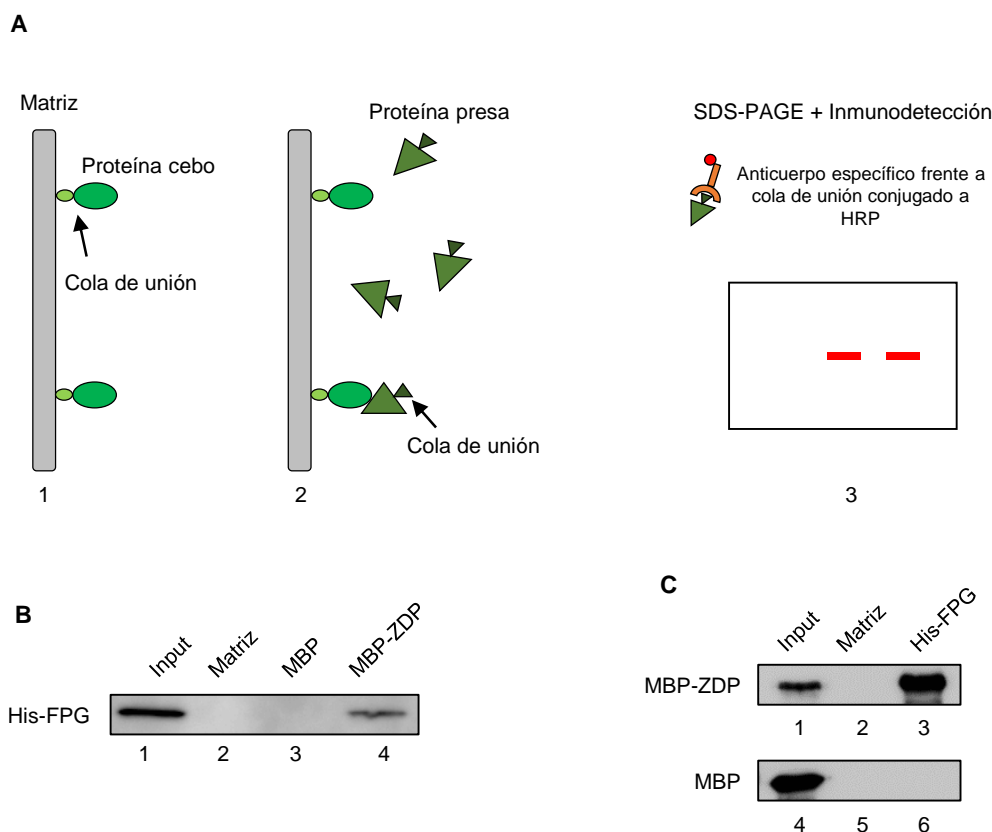 A
Matriz
Proteína presa
SDS-PAGE + Inmunodetección
Proteína cebo
Anticuerpo específico frente a
cola de unión conjugado a
HRP
Cola de unión
Cola de unión
1
2
3
B
Input
Matriz
MBP
MBP-ZDP
His-FPG
1
2
3
4
C
Input
Matriz
His-FPG
MBP-ZDP
1
2
3
MBP
4
5
6